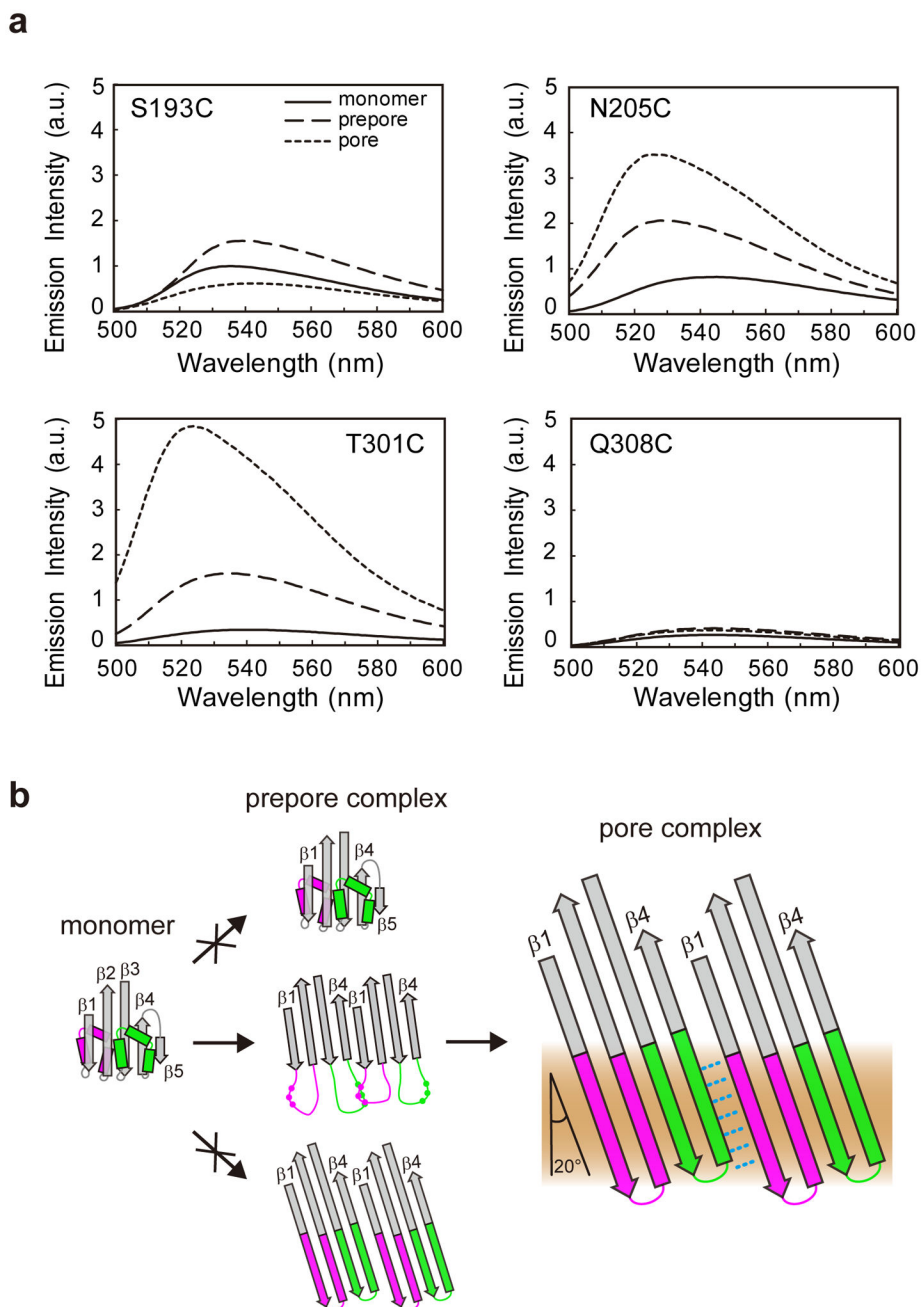 a
S193C
monomer
prepore
pore
5
4
3
2
1
0
Emission Intensity (a.u.)
500 520 540 560 580 600
Wavelength (nm)
N205C
5
4
3
2
1
0
Emission Intensity (a.u.)
500 520 540 560 580 600
Wavelength (nm)
T301C
5
4
3
2
1
0
Emission Intensity (a.u.)
500 520 540 560 580 600
Wavelength (nm)
Q308C
5
4
3
2
1
0
Emission Intensity (a.u.)
500 520 540 560 580 600
Wavelength (nm)
b
prepore complex
pore complex
monomer
β1 β4
β5
β2 β3
β1 β4
β5
β1 β4 β1 β4
β1 β4 β1 β4
β1 β4 β1 β4
20°